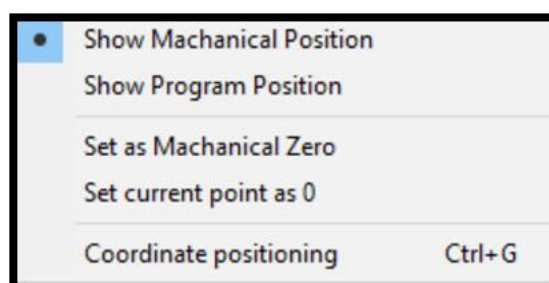 Show Machanical Position
Show Program Position
Set as Machanical Zero
Set current point as 0
Coordinate positioning Ctrl+G